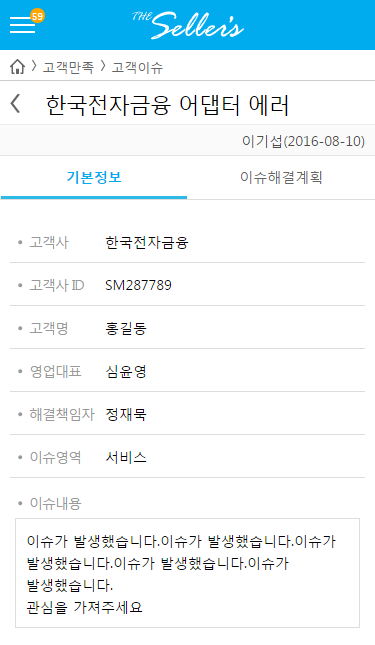 59
THE Seller's
고객만족 고객이슈
한국전자금융 어댑터 에러
이기섭(2016-08-10)
기본정보 이슈해결계획
• 고객사 한국전자금융
• 고객사 ID SM287789
• 고객명 홍길동
• 영업대표 심윤영
• 해결책임자 정재묵
• 이슈영역 서비스
• 이슈내용
이슈가 발생했습니다.이슈가 발생했습니다.이슈가
발생했습니다.이슈가 발생했습니다.이슈가
발생했습니다.
관심을 가져주세요